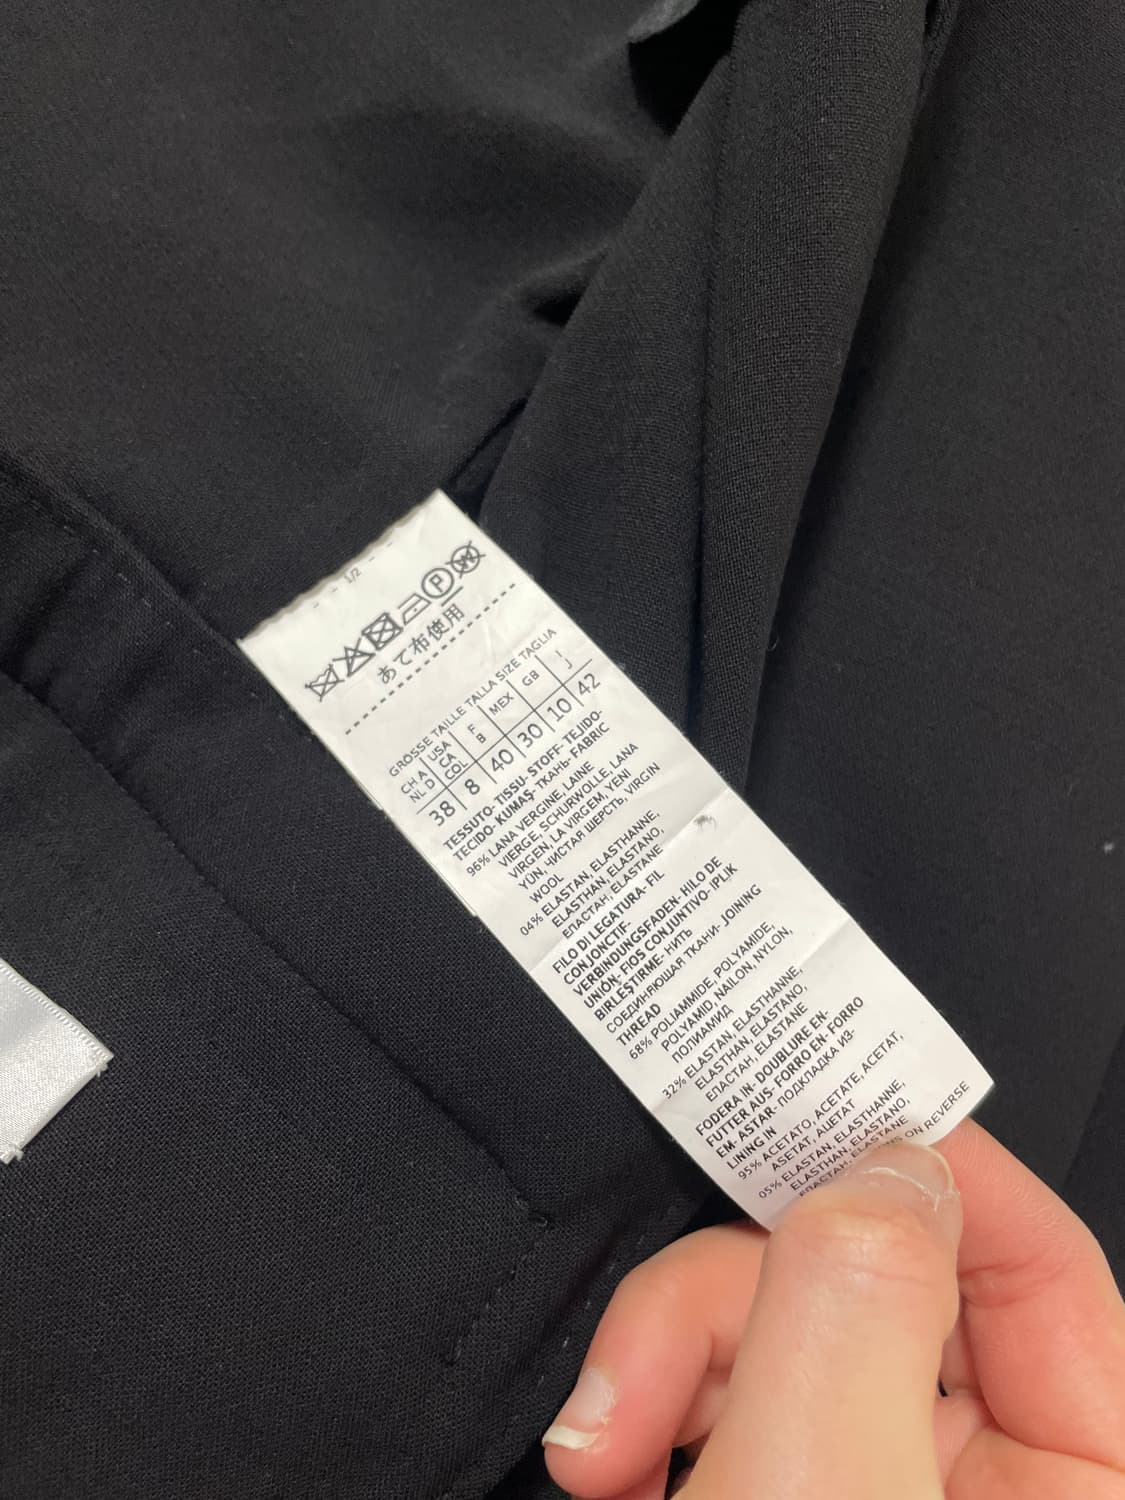 1/2
P W
あて布使用
GRÖSSE TAILLE TALLA SIZE TAGLIA
CH A NL D | USA CA COL | F B | MEX | GB | I J
38 | 8 | 40 | 30 | 10 | 42
TESSUTO- TISSU- STOFF- TEJIDO-
TECIDO- KUMAŞ- ТКАНЬ- FABRIC
96% LANA VERGINE, LAINE
VIERGE, SCHURWOLLE, LANA
VIRGEN, LA VIRGEM, YENI
YÜN, ЧИСТАЯ ШЕРСТЬ, VIRGIN
WOOL
04% ELASTAN, ELASTHANNE,
ELASTHAN, ELASTANO,
ЕЛАСТАН, ELASTANE
FILO DI LEGATURA- FIL
CONJONCTIF-
VERBINDUNGSFADEN- HILO DE
UNIÓN- FIOS CONJUNTIVO- IPLIK
BIRLEŞTIRME- НИТЬ
СОЕДИНЯЮЩАЯ ТКАНИ- JOINING
THREAD
68% POLIAMMIDE, POLYAMIDE,
POLYAMID, NAILON, NYLON,
ПОЛИАМИД
32% ELASTAN, ELASTHANNE,
ELASTHAN, ELASTANO,
ЕЛАСТАН, ELASTANE
FODERA IN- DOUBLURE EN-
FUTTER AUS- FORRO EN- FORRO
EM- ASTAR- ПОДКЛАДКА ИЗ-
LINING IN
95% ACETATO, ACETATE, ACETAT,
ASETAT, АЦЕТАТ
05% ELASTAN, ELASTHANNE,
ELASTHAN, ELASTANO,
ЕЛАСТАН, ELASTANE
ON REVERSE